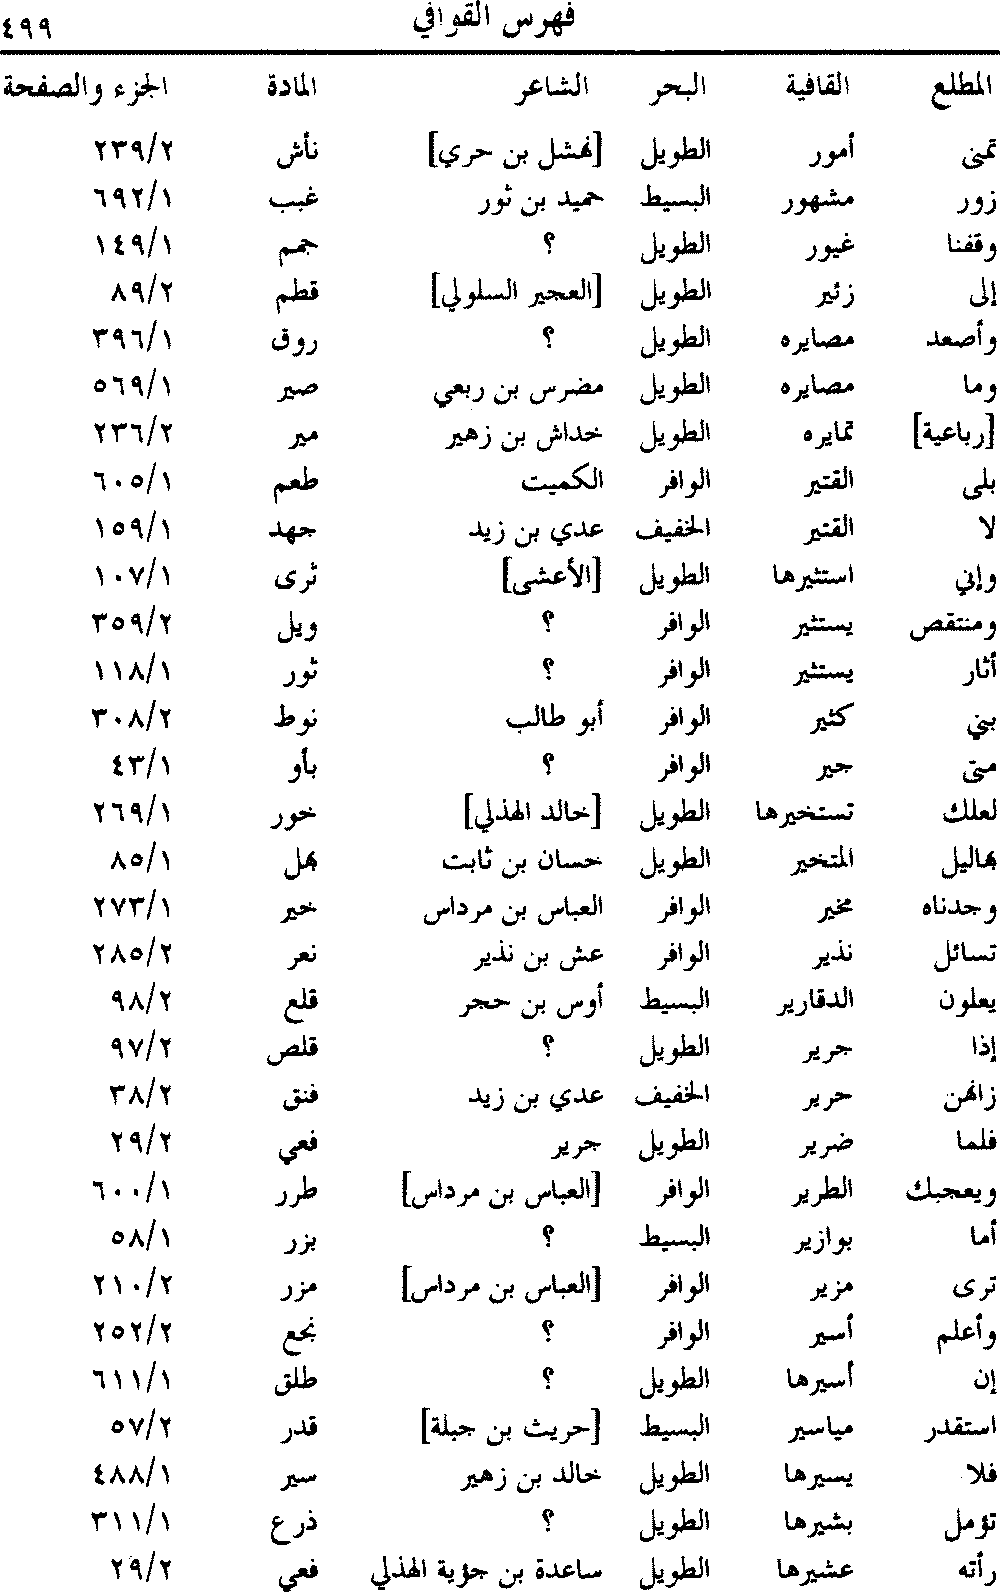 فهرس القوافي ٤٩٩
المطلع القافية البحر الشاعر المادة الجزء والصفحة
تمنى أمور الطويل [نهشل بن حري] نأش ٢٣٩/٢
زور مشهور البسيط حميد بن ثور غبب ٦٩٢/١
وقفنا غيور الطويل ؟ جمم ١٤٩/١
إلى زئير الطويل [العجير السلولي] قطم ٨٩/٢
وأصعد مصايره الطويل ؟ روق ٣٩٦/١
وما مصايره الطويل مضرس بن ربعي صير ٥٦٩/١
[رباعية] تمايره الطويل خداش بن زهير مير ٢٣٦/٢
بلى القتير الوافر الكميت طعم ٦٠٥/١
لا القتير الخفيف عدي بن زيد جهد ١٥٩/١
وإني استثيرها الطويل [الأعشى] ثرى ١٠٧/١
ومنتقص يستثير الوافر ؟ ويل ٣٥٩/٢
أثار يستثير الوافر ؟ ثور ١١٨/١
بني كثير الوافر أبو طالب نوط ٣٠٨/٢
متى حير الوافر ؟ بأو ٤٣/١
لعلك تستخيرها الطويل [خالد الهذلي] خور ٢٦٩/١
بهاليل المتخير الطويل حسان بن ثابت بهل ٨٥/١
وجدناه مخير الوافر العباس بن مرداس خير ٢٧٣/١
تسائل نذير الوافر عش بن نذير نعر ٢٨٥/٢
يعلون الدقارير البسيط أوس بن حجر قلع ٩٨/٢
إذا جرير الطويل ؟ قلص ٩٧/٢
زانهن حرير الخفيف عدي بن زيد فنق ٣٨/٢
فلما ضرير الطويل جرير فعي ٢٩/٢
ويعجبك الطرير الوافر [العباس بن مرداس] طرر ٦٠٠/١
أما بوازير البسيط ؟ بزر ٥٨/١
ترى مزير الوافر [العباس بن مرداس] مزر ٢١٠/٢
وأعلم أسير الوافر ؟ نجع ٢٥٢/٢
إن أسيرها الطويل ؟ طلق ٦١١/١
استقدر مياسير البسيط [حريث بن جبلة] قدر ٥٧/٢
فلا يسيرها الطويل خالد بن زهير سير ٤٨٨/١
تؤمل بشيرها الطويل ؟ ذرع ٣١١/١
رأته عشيرها الطويل ساعدة بن جؤية الهذلي فعي ٢٩/٢